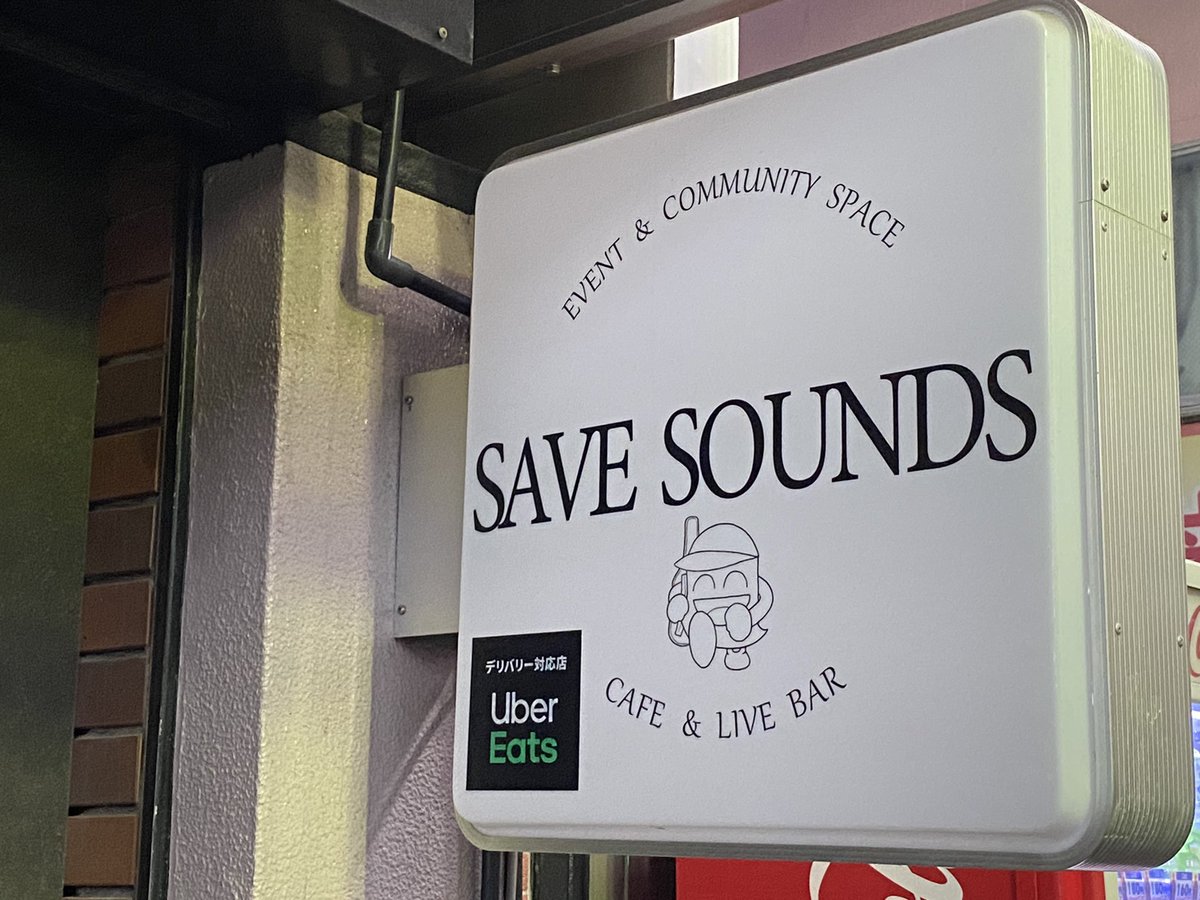 EVENT & COMMUNITY SPACE
SAVE SOUNDS
CAFE & LIVE BAR
デリバリー対応店
Uber
Eats